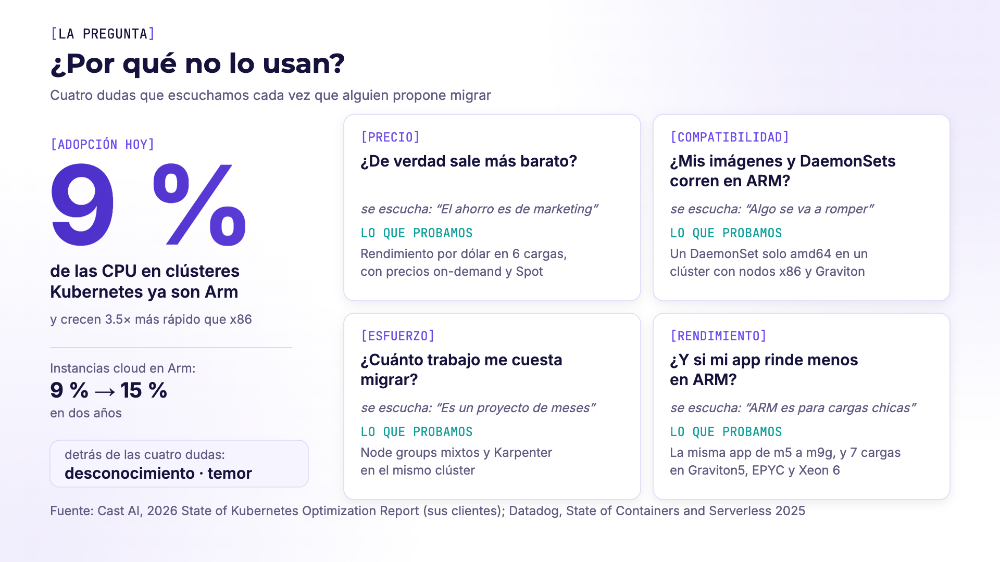 [LA PREGUNTA]
¿Por qué no lo usan?
Cuatro dudas que escuchamos cada vez que alguien propone migrar
[ADOPCIÓN HOY]
9 %
de las CPU en clústeres
Kubernetes ya son Arm
y crecen 3.5× más rápido que x86
Instancias cloud en Arm:
9 % → 15 %
en dos años
detrás de las cuatro dudas:
desconocimiento · temor
[PRECIO]
¿De verdad sale más barato?
se escucha: “El ahorro es de marketing”
LO QUE PROBAMOS
Rendimiento por dólar en 6 cargas,
con precios on-demand y Spot
[COMPATIBILIDAD]
¿Mis imágenes y DaemonSets
corren en ARM?
se escucha: “Algo se va a romper”
LO QUE PROBAMOS
Un DaemonSet solo amd64 en un
clúster con nodos x86 y Graviton
[ESFUERZO]
¿Cuánto trabajo me cuesta
migrar?
se escucha: “Es un proyecto de meses”
LO QUE PROBAMOS
Node groups mixtos y Karpenter
en el mismo clúster
[RENDIMIENTO]
¿Y si mi app rinde menos
en ARM?
se escucha: “ARM es para cargas chicas”
LO QUE PROBAMOS
La misma app de m5 a m9g, y 7 cargas
en Graviton5, EPYC y Xeon 6
Fuente: Cast AI, 2026 State of Kubernetes Optimization Report (sus clientes); Datadog, State of Containers and Serverless 2025